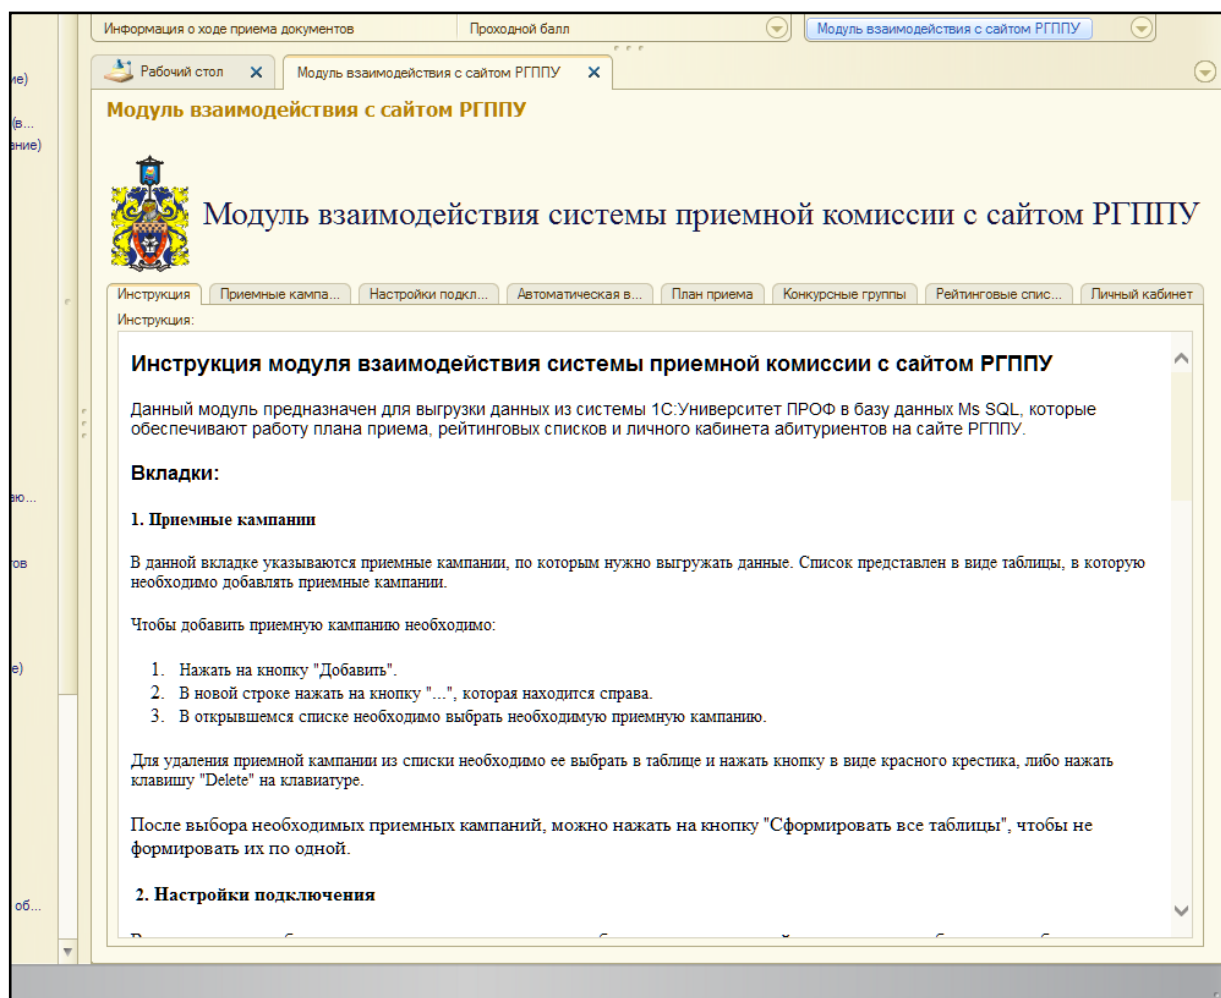 Информация о ходе приема документов
Проходной балл
Модуль взаимодействия с сайтом РГППУ
Рабочий стол
Модуль взаимодействия с сайтом РГППУ
ие)
(в...
ание)
Модуль взаимодействия с сайтом РГППУ
Модуль взаимодействия системы приемной комиссии с сайтом РГППУ
Инструкция
Приемные кампа...
Настройки подкл...
Автоматическая в...
План приема
Конкурсные группы
Рейтинговые спис...
Личный кабинет
Инструкция:
Инструкция модуля взаимодействия системы приемной комиссии с сайтом РГППУ
Данный модуль предназначен для выгрузки данных из системы 1С:Университет ПРОФ в базу данных Ms SQL, которые
обеспечивают работу плана приема, рейтинговых списков и личного кабинета абитуриентов на сайте РГППУ.
Вкладки:
аю...
1. Приемные кампании
ов
В данной вкладке указываются приемные кампании, по которым нужно выгружать данные. Список представлен в виде таблицы, в которую
необходимо добавлять приемные кампании.
Чтобы добавить приемную кампанию необходимо:
е)
1. Нажать на кнопку "Добавить".
2. В новой строке нажать на кнопку "...", которая находится справа.
3. В открывшемся списке необходимо выбрать необходимую приемную кампанию.
Для удаления приемной кампании из списки необходимо ее выбрать в таблице и нажать кнопку в виде красного крестика, либо нажать
клавишу "Delete" на клавиатуре.
После выбора необходимых приемных кампаний, можно нажать на кнопку "Сформировать все таблицы", чтобы не
формировать их по одной.
2. Настройки подключения
об...